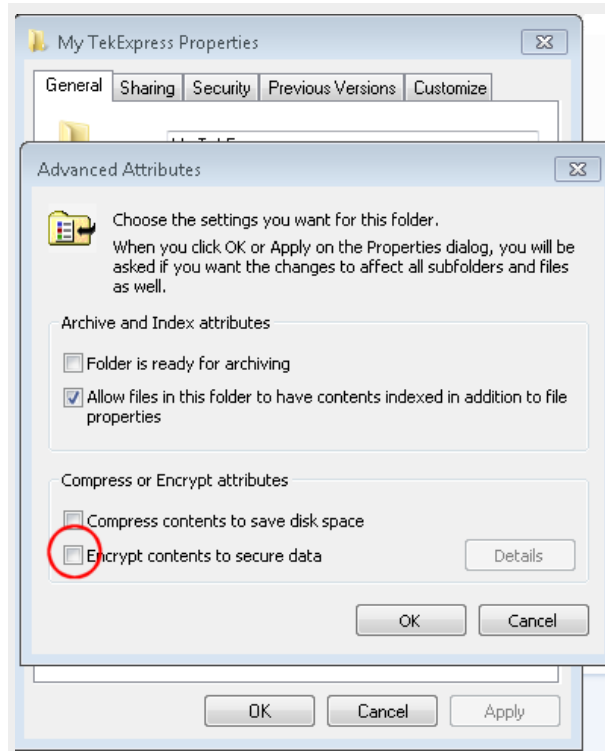 My TekExpress Properties
General Sharing Security Previous Versions Customize
Advanced Attributes
Choose the settings you want for this folder.
When you click OK or Apply on the Properties dialog, you will be
asked if you want the changes to affect all subfolders and files
as well.
Archive and Index attributes
Folder is ready for archiving
Allow files in this folder to have contents indexed in addition to file
properties
Compress or Encrypt attributes
Compress contents to save disk space
Encrypt contents to secure data Details
OK Cancel
OK Cancel Apply